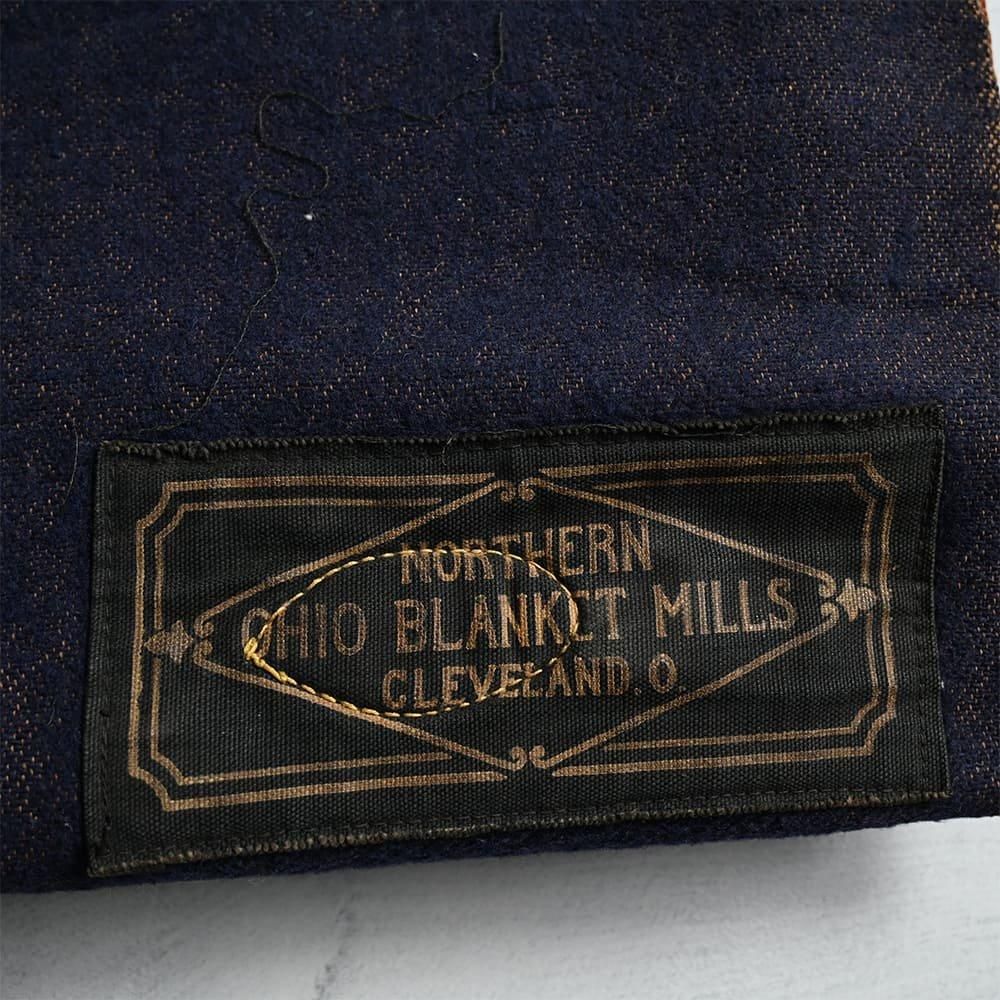 NORTHERN
OHIO BLANKET MILLS
CLEVELAND. O.